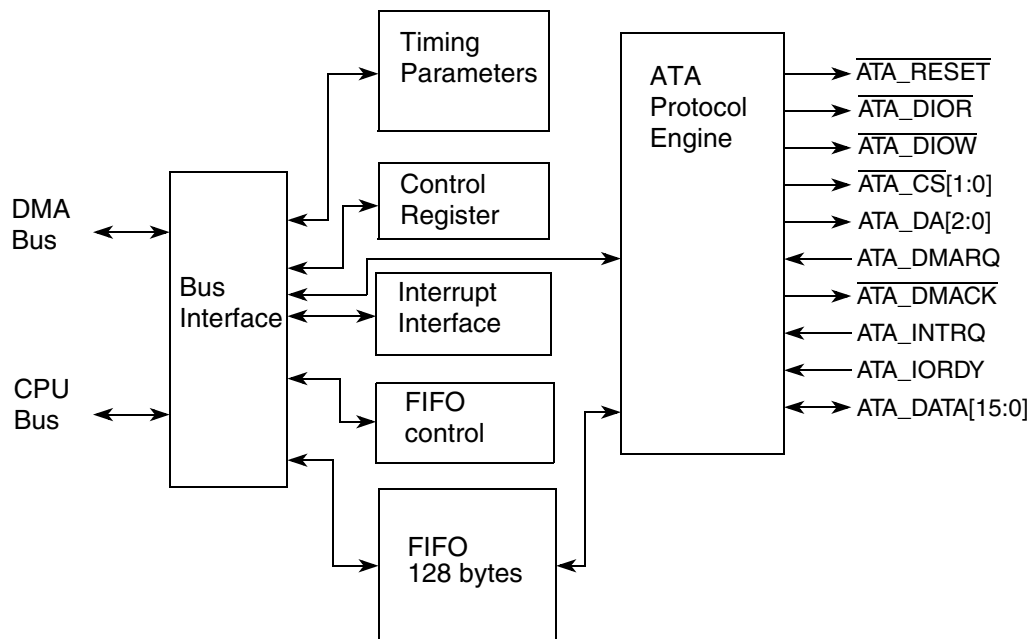 Timing
Parameters
ATA
Protocol
Engine
ATA_RESET
ATA_DIOR
ATA_DIOW
ATA_CS[1:0]
ATA_DA[2:0]
ATA_DMARQ
ATA_DMACK
ATA_INTRQ
ATA_IORDY
ATA_DATA[15:0]
Control
Register
DMA
Bus
Bus
Interface
Interrupt
Interface
CPU
Bus
FIFO
control
FIFO
128 bytes